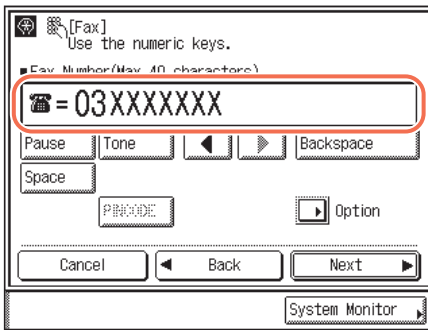 [Fax]
Use the numeric keys.
■Fax Number(Max 40 characters)
☎=03XXXXXXX
Pause Tone ◀ ▶ Backspace
Space
PINCODE ▶ Option
Cancel ◀ Back Next ▶
System Monitor